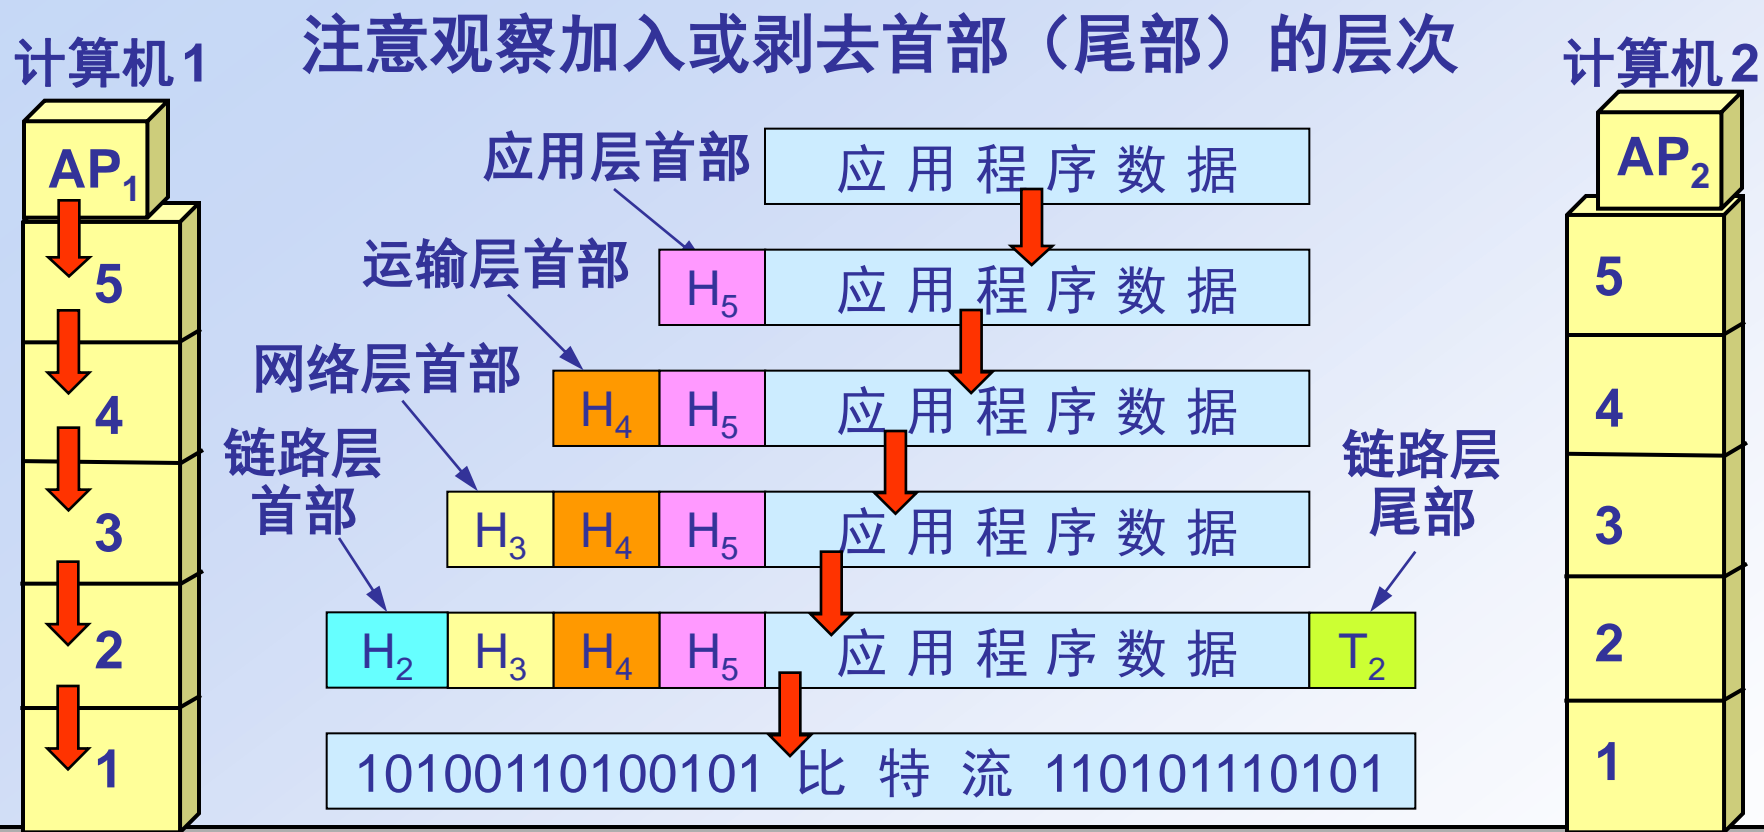 注意观察加入或剥去首部（尾部）的层次
计算机 1
计算机 2
AP1
AP2
应用层首部
应 用 程 序 数 据
运输层首部
5
H5 应 用 程 序 数 据
5
网络层首部
4
H4 H5 应 用 程 序 数 据
4
链路层
首部
链路层
尾部
3
H3 H4 H5 应 用 程 序 数 据
3
2
H2 H3 H4 H5 应 用 程 序 数 据 T2
2
1
10100110100101 比 特 流 110101110101
1